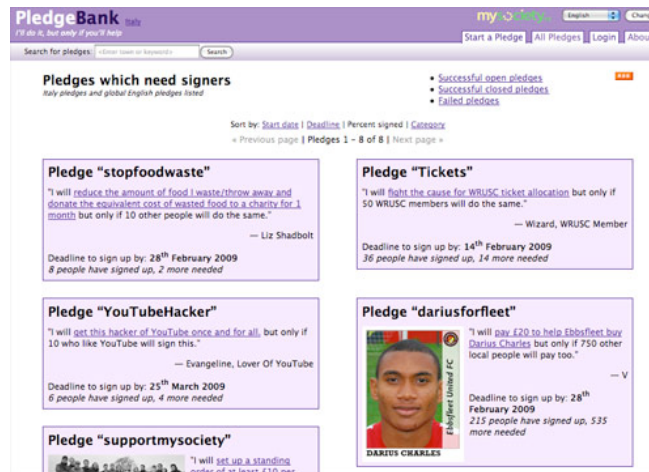 PledgeBank Italy
I'll do it, but only if you'll help
mysociety
English
Start a Pledge All Pledges Login
Search for pledges: <Enter town or keyword> Search
Pledges which need signers
Italy pledges and global English pledges listed
• Successful open pledges
• Successful closed pledges
• Failed pledges
Sort by: Start date | Deadline | Percent signed | Category
« Previous page | Pledges 1 – 8 of 8 | Next page »
Pledge “stopfoodwaste”
"I will reduce the amount of food I waste/throw away and
donate the equivalent cost of wasted food to a charity for 1
month but only if 10 other people will do the same."
— Liz Shadbolt
Deadline to sign up by: 28th February 2009
8 people have signed up, 2 more needed
Pledge “Tickets”
"I will fight the cause for WRUSC ticket allocation but only if
50 WRUSC members will do the same."
— Wizard, WRUSC Member
Deadline to sign up by: 14th February 2009
36 people have signed up, 14 more needed
Pledge “YouTubeHacker”
"I will get this hacker of YouTube once and for all. but only if
10 who like YouTube will sign this."
— Evangeline, Lover Of YouTube
Deadline to sign up by: 25th March 2009
6 people have signed up, 4 more needed
Pledge “dariusforfleet”
Ebbsfleet United FC
DARIUS CHARLES
"I will pay £20 to help Ebbsfleet buy
Darius Charles but only if 750 other
local people will pay too."
— V
Deadline to sign up by: 28th
February 2009
215 people have signed up, 535
more needed
Pledge “supportmysociety”
"I will set up a standing
order of at least £10 per